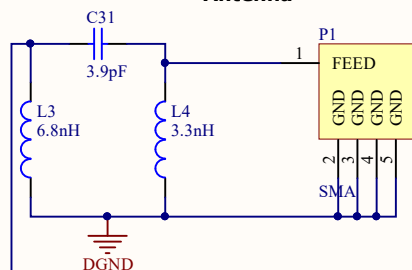 C31
P1
1
FEED
3.9pF
L3
6.8nH
L4
3.3nH
GND
GND
GND
GND
2
3
4
5
SMA
DGND